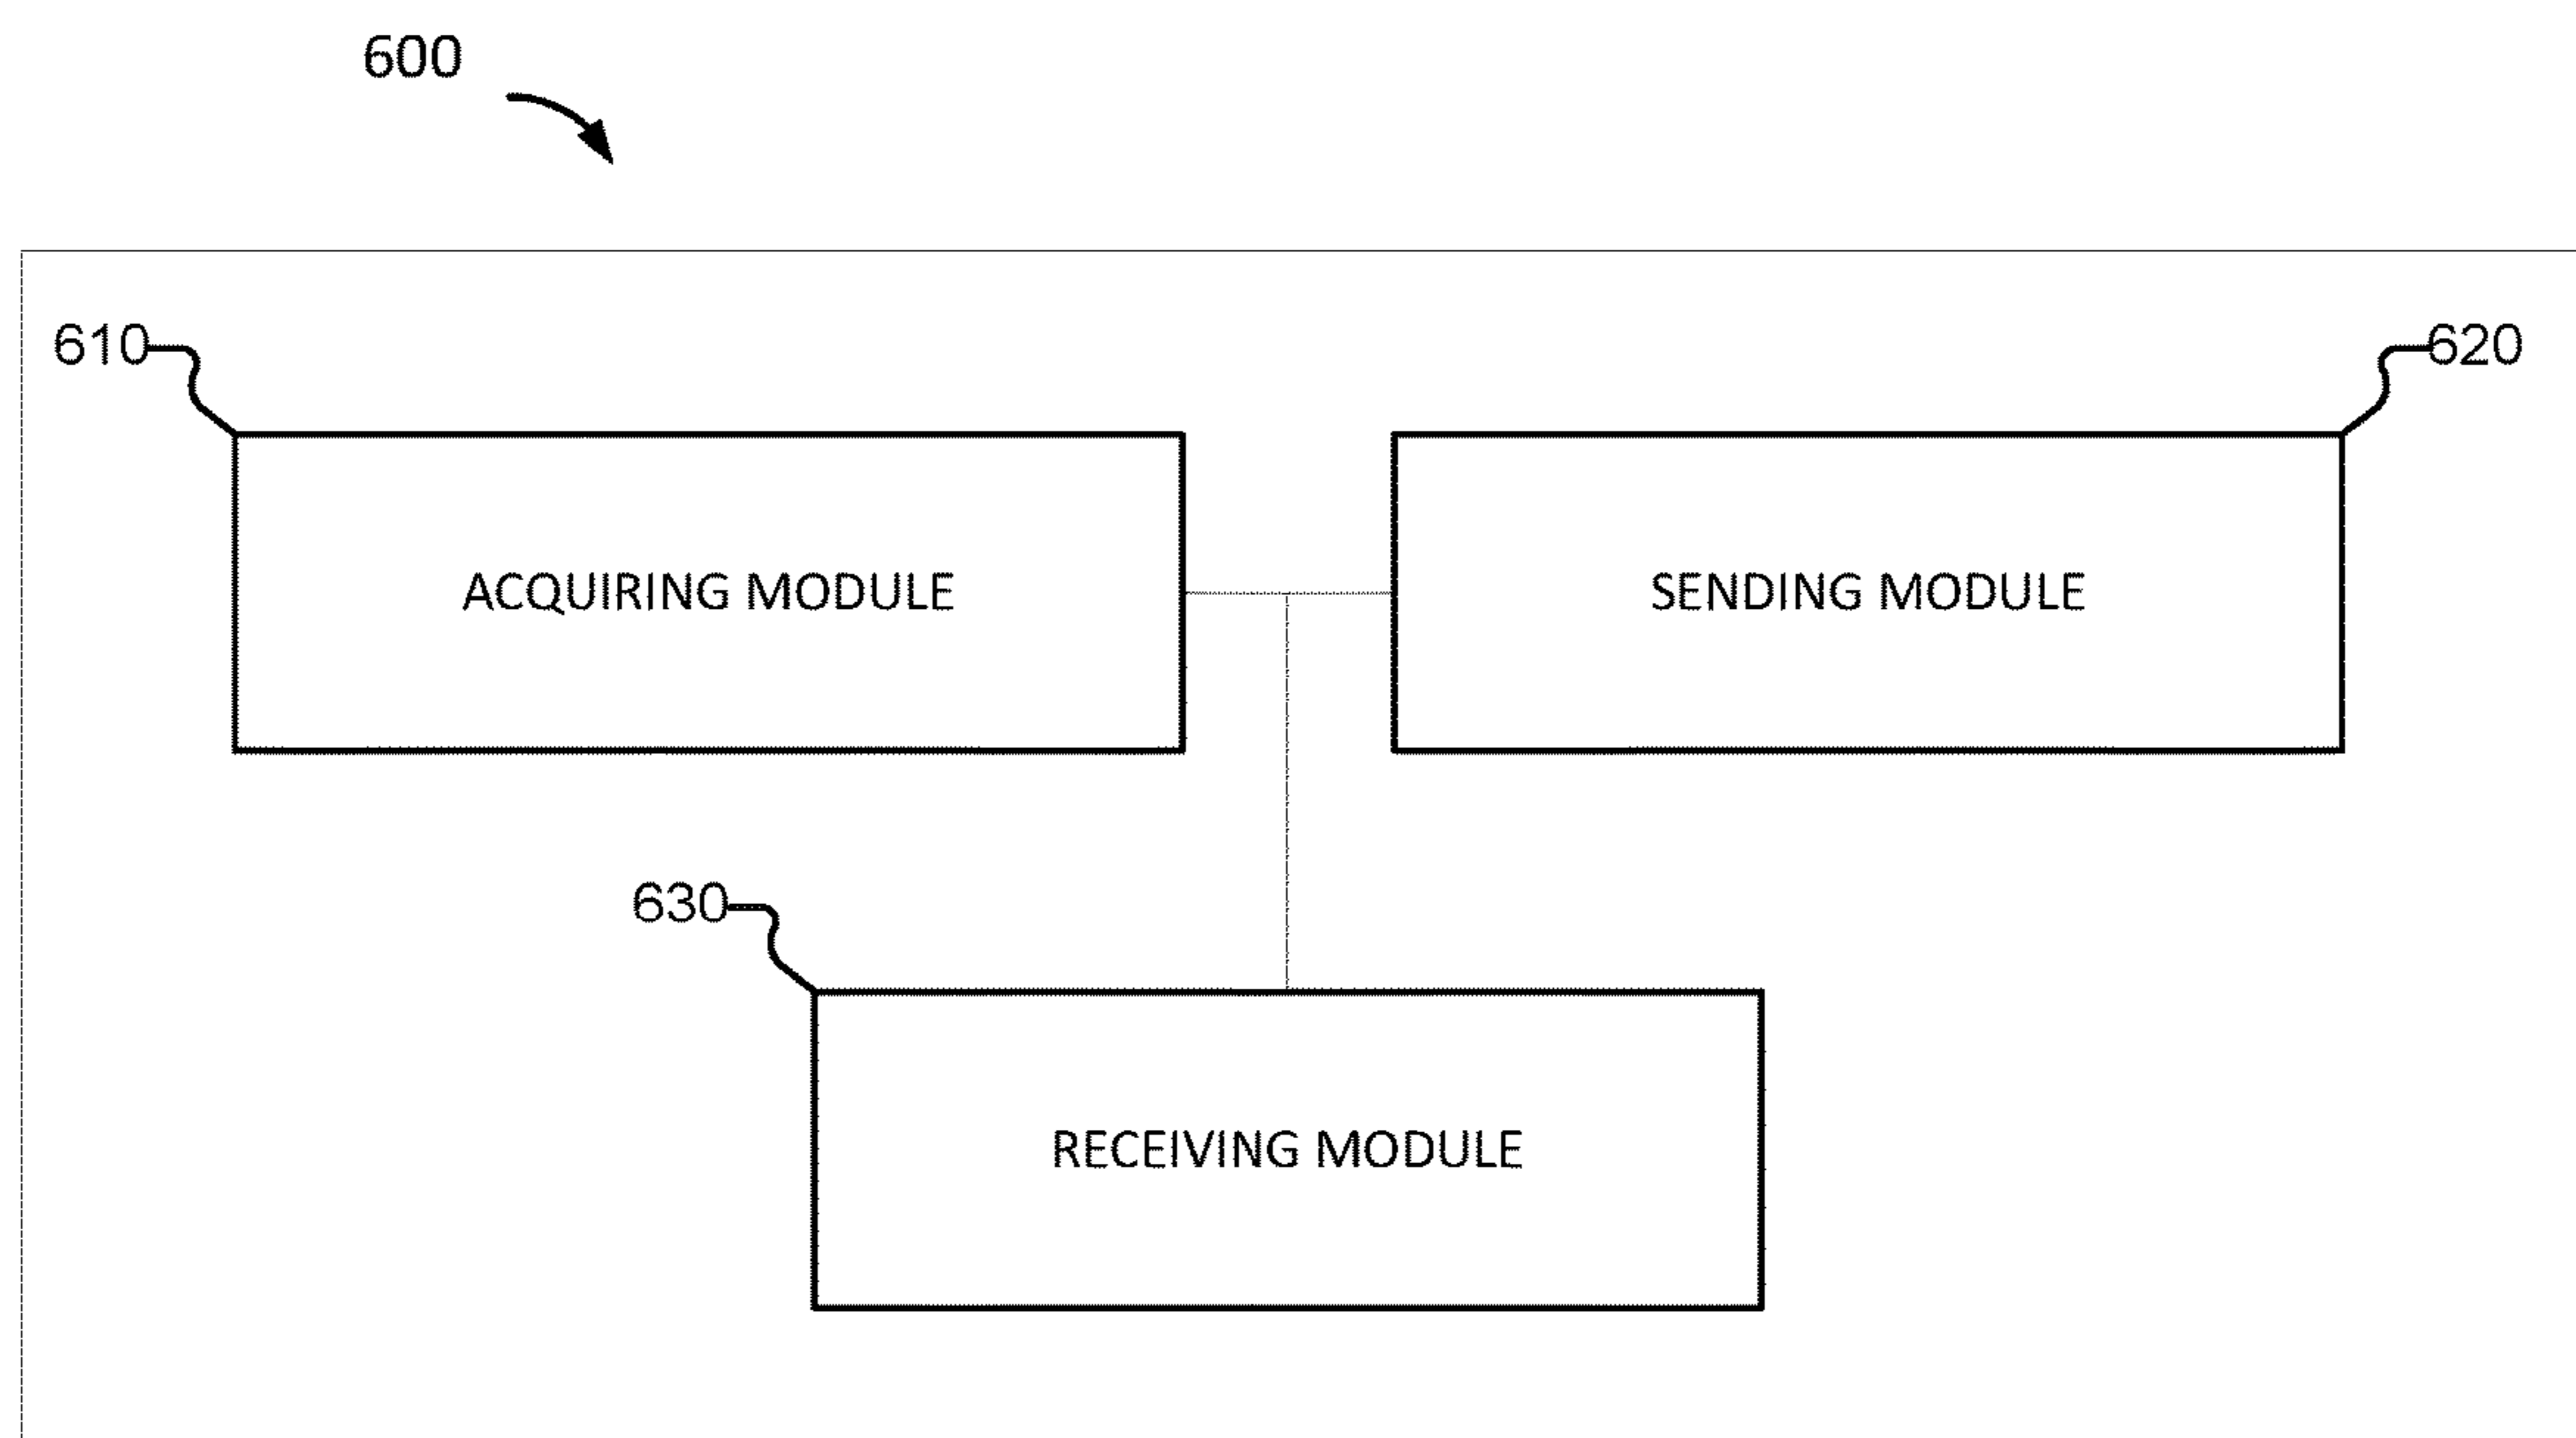 600
610
620
ACQUIRING MODULE
SENDING MODULE
630
RECEIVING MODULE